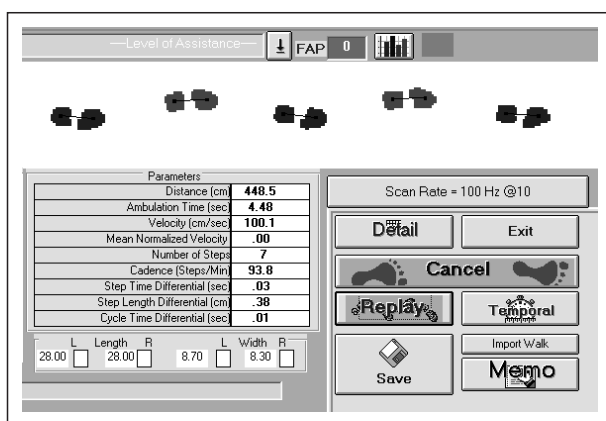 Level of Assistance
FAP 0
Parameters
Distance (cm) 448.5
Ambulation Time (sec) 4.48
Velocity (cm/sec) 100.1
Mean Normalized Velocity .00
Number of Steps 7
Cadence (Steps/Min) 93.8
Step Time Differential (sec) .03
Step Length Differential (cm) .38
Cycle Time Differential (sec) .01
L Length R L Width R
28.00 28.00 8.70 8.30
Scan Rate = 100 Hz @10
Detail Exit
Cancel
Replay Temporal
Import Walk
Save Memo